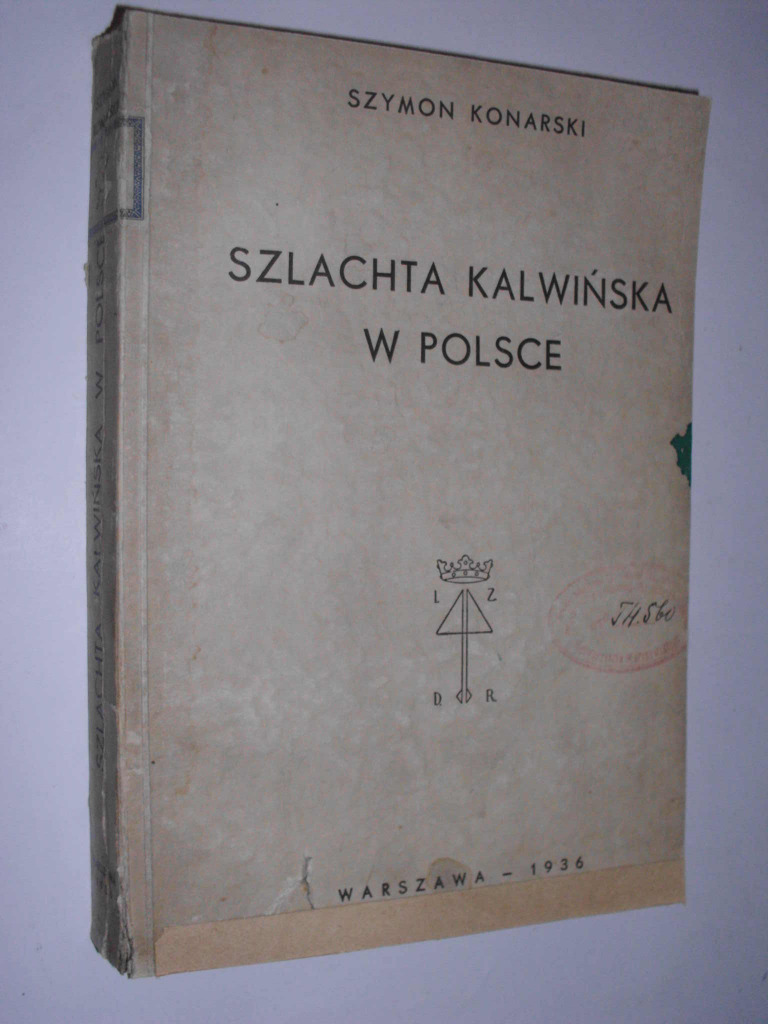 SZYMON KONARSKI
SZLACHTA KALWIŃSKA
W POLSCE
I Z
D R
WARSZAWA – 1936
SZLACHTA KALWIŃSKA W POLSCE